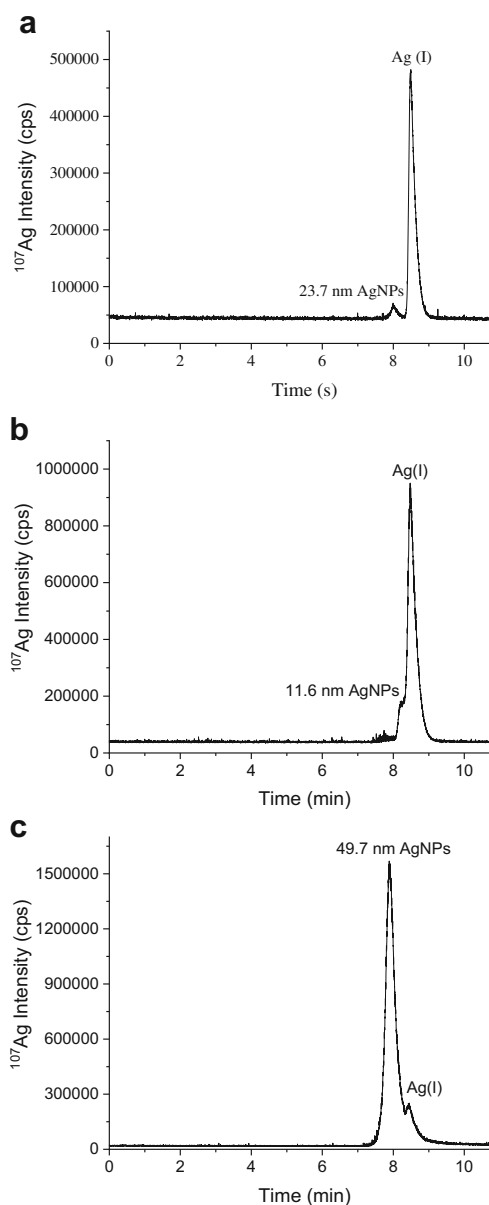 a
Ag (I)
500000
400000
300000
200000
100000
0
23.7 nm AgNPs
¹⁰⁷Ag Intensity (cps)
0 2 4 6 8 10
Time (s)
b
Ag(I)
1000000
800000
600000
400000
200000
0
11.6 nm AgNPs
¹⁰⁷Ag Intensity (cps)
0 2 4 6 8 10
Time (min)
c
49.7 nm AgNPs
1500000
1200000
900000
600000
300000
0
Ag(I)
¹⁰⁷Ag Intensity (cps)
0 2 4 6 8 10
Time (min)